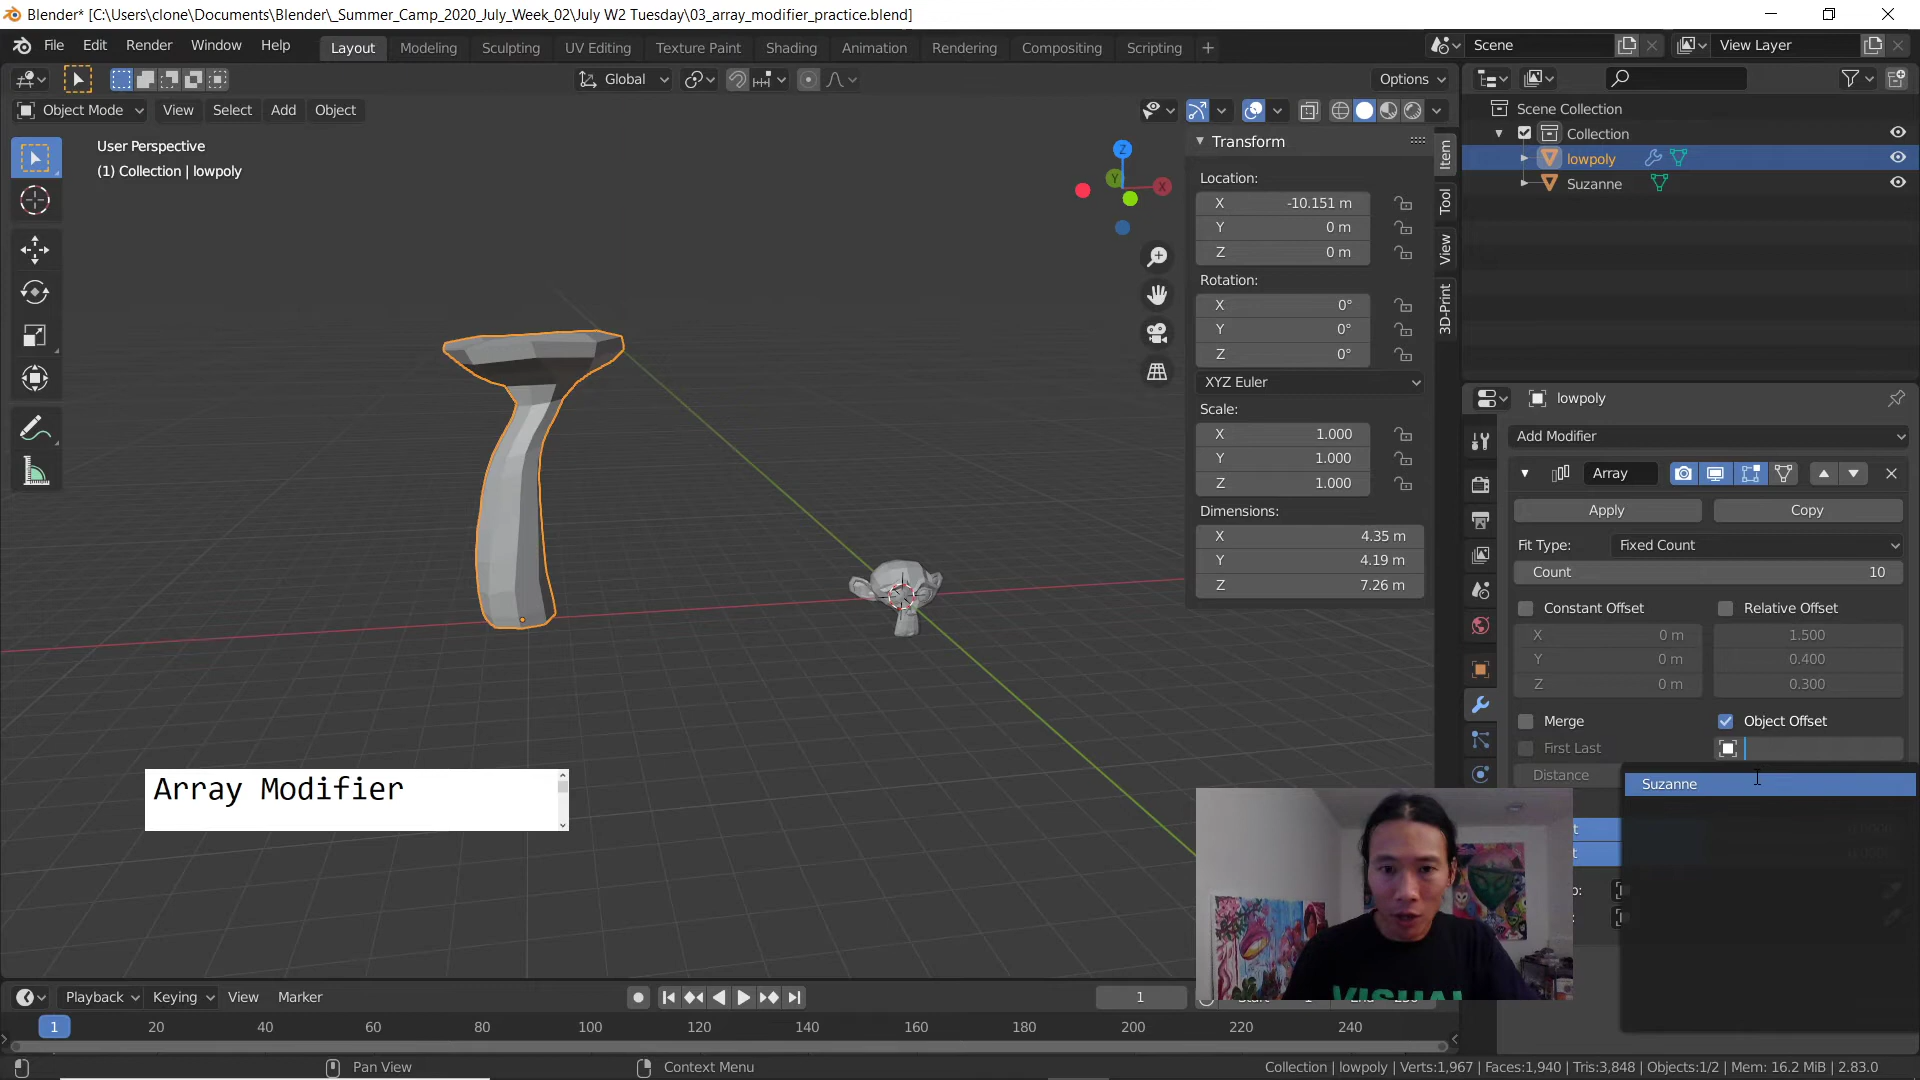 Blender* [C:\Users\clone\Documents\Blender\_Summer_Camp_2020_July_Week_02\July W2 Tuesday\03_array_modifier_practice.blend]
File Edit Render Window Help Layout Modeling Sculpting UV Editing Texture Paint Shading Animation Rendering Compositing Scripting + Scene View Layer
Global Options
Object Mode View Select Add Object
User Perspective
(1) Collection | lowpoly
Z
Y
X
Transform
Location:
X -10.151 m
Y 0 m
Z 0 m
Rotation:
X 0°
Y 0°
Z 0°
XYZ Euler
Scale:
X 1.000
Y 1.000
Z 1.000
Dimensions:
X 4.35 m
Y 4.19 m
Z 7.26 m
Item
Tool
View
3D-Print
Scene Collection
Collection
lowpoly
Suzanne
lowpoly
Add Modifier
Array
Apply Copy
Fit Type: Fixed Count
Count 10
Constant Offset Relative Offset
X 0 m 1.500
Y 0 m 0.400
Z 0 m 0.300
Merge Object Offset
First Last
Distance
Suzanne
Array Modifier
Playback Keying View Marker 1
1 20 40 60 80 100 120 140 160 180 200 220 240
Pan View Context Menu Collection | lowpoly | Verts:1,967 | Faces:1,940 | Tris:3,848 | Objects:1/2 | Mem: 16.2 MiB | 2.83.0